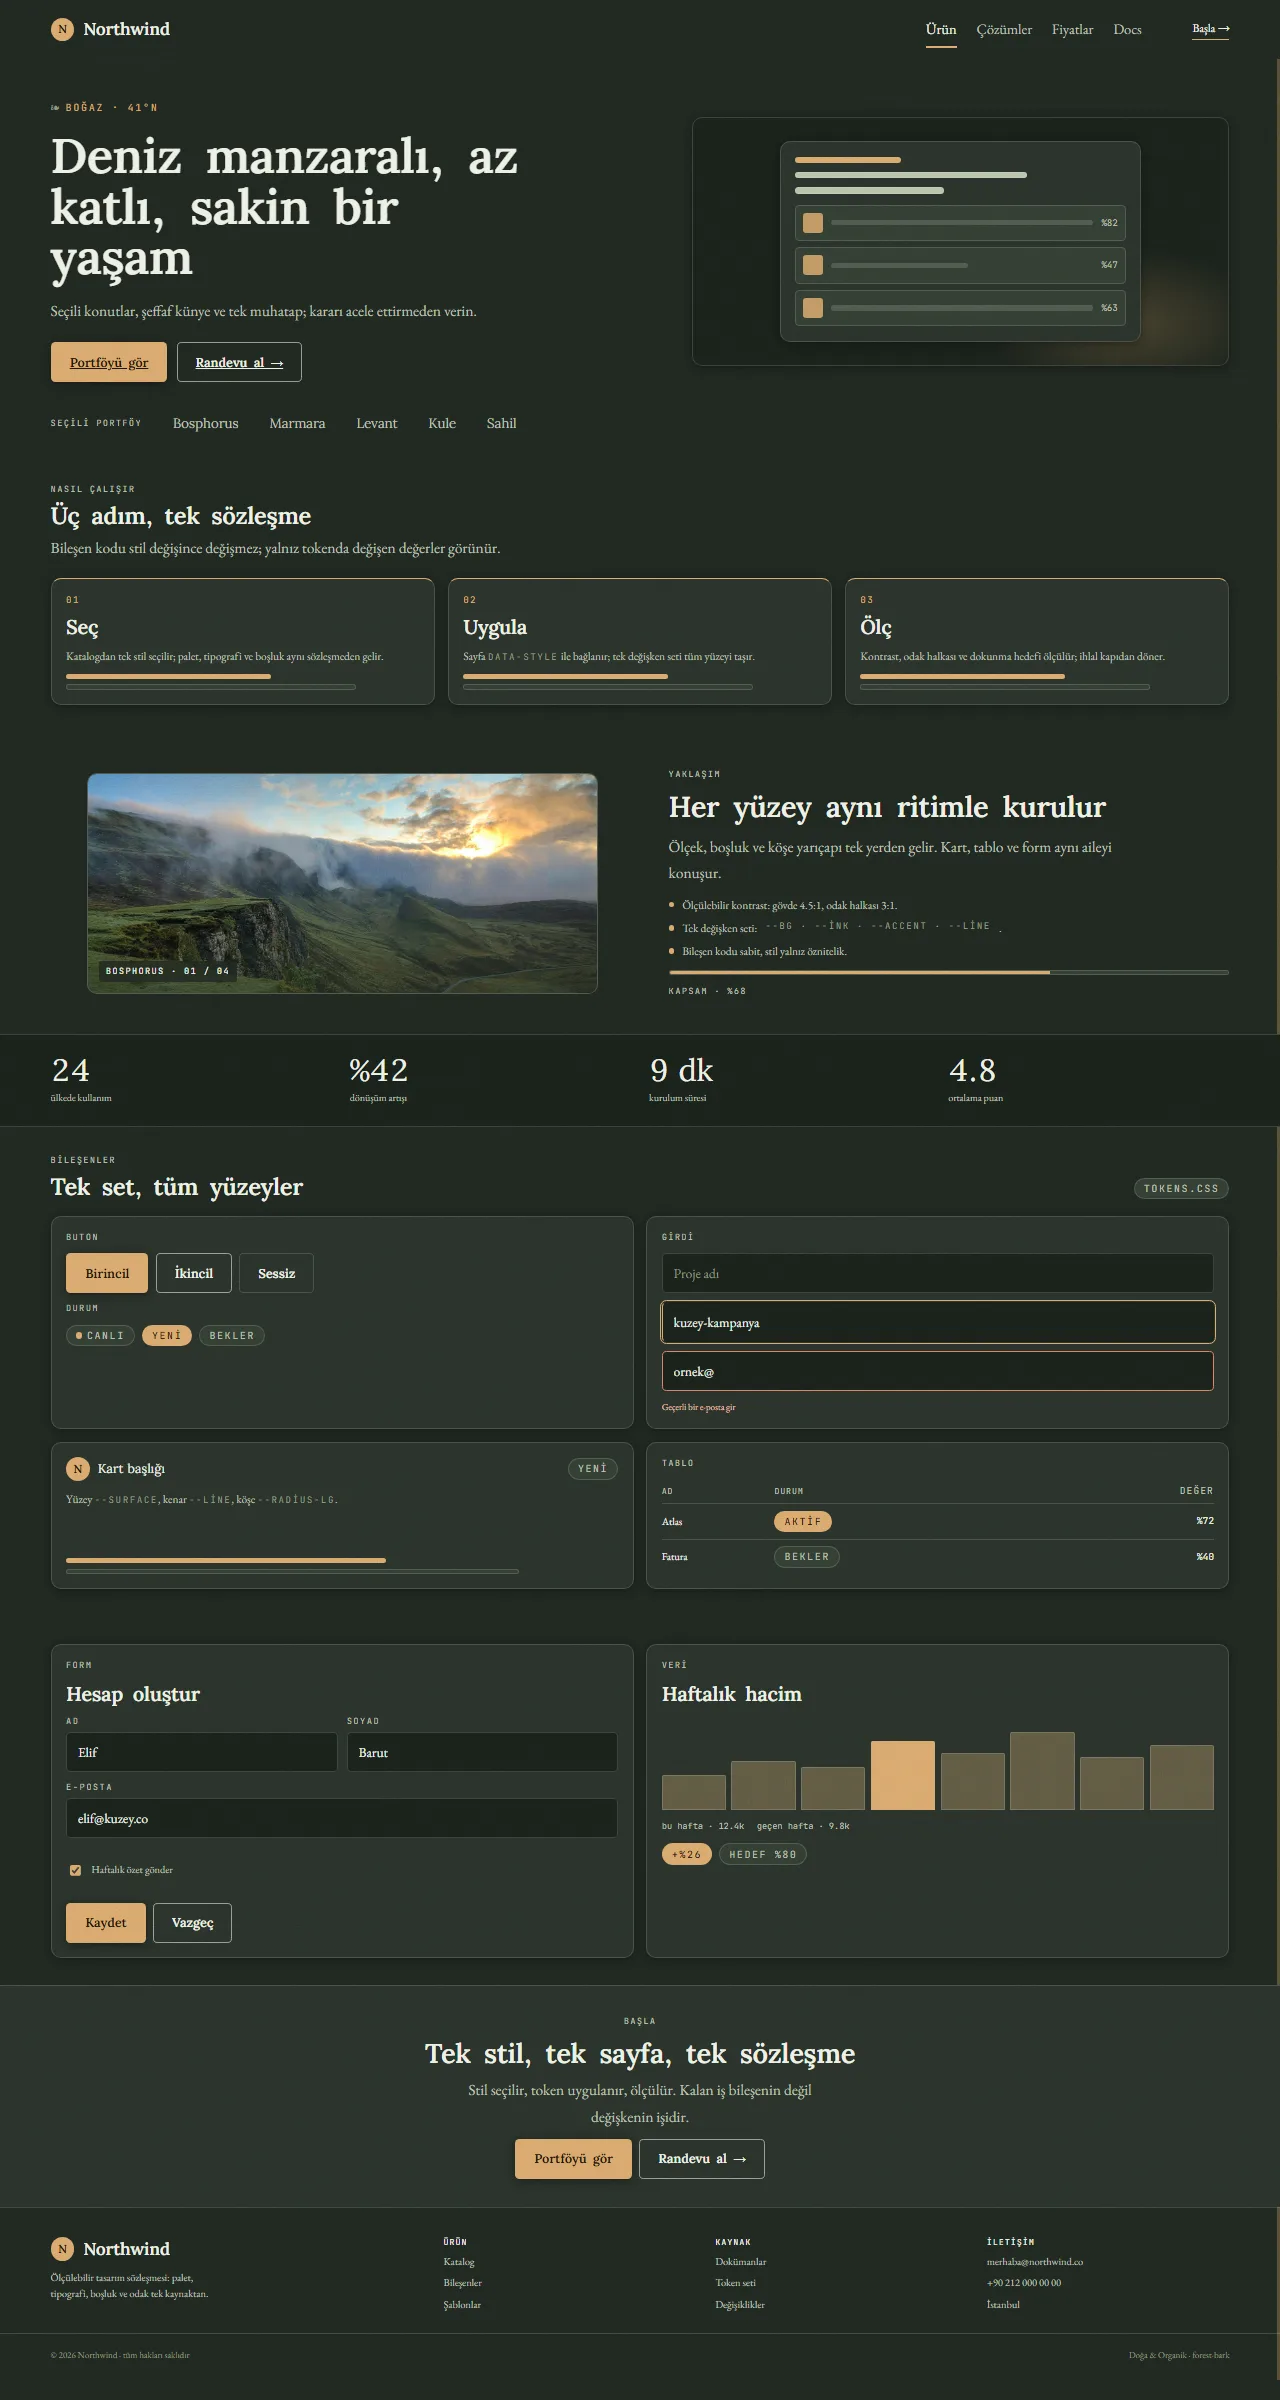 N Northwind
Ürün Çözümler Fiyatlar Docs Başla →
BOĞAZ · 41°N
Deniz manzaralı, az
katlı, sakin bir
yaşam
Seçili konutlar, şeffaf künye ve tek muhatap; kararı acele ettirmeden verin.
Portföyü gör Randevu al →
%82
%47
%63
SEÇİLİ PORTFÖY Bosphorus Marmara Levant Kule Sahil
NASIL ÇALIŞIR
Üç adım, tek sözleşme
Bileşen kodu stil değişince değişmez; yalnız tokenda değişen değerler görünür.
01
Seç
Katalogdan tek stil seçilir; palet, tipografi ve boşluk aynı sözleşmeden gelir.
02
Uygula
Sayfa DATA-STYLE ile bağlanır; tek değişken seti tüm yüzeyi taşır.
03
Ölç
Kontrast, odak halkası ve dokunma hedefi ölçülür; ihlal kapıdan döner.
BOSPHORUS · 01 / 04
YAKLAŞIM
Her yüzey aynı ritimle kurulur
Ölçek, boşluk ve köşe yarıçapı tek yerden gelir. Kart, tablo ve form aynı aileyi
konuşur.
Ölçülebilir kontrast: gövde 4.5:1, odak halkası 3:1.
Tek değişken seti: --BG · --İNK · --ACCENT · --LİNE .
Bileşen kodu sabit, stil yalnız öznitelik.
KAPSAM · %68
24
ülkede kullanım
%42
dönüşüm artışı
9 dk
kurulum süresi
4.8
ortalama puan
BİLEŞENLER
Tek set, tüm yüzeyler
TOKENS.CSS
BUTON
Birincil İkincil Sessiz
DURUM
CANLI YENİ BEKLER
GİRDİ
Proje adı
kuzey-kampanya
ornek@
Geçerli bir e-posta gir
N Kart başlığı YENİ
Yüzey --SURFACE, kenar --LİNE, köşe --RADİUS-LG.
TABLO
AD DURUM DEĞER
Atlas AKTİF %72
Fatura BEKLER %40
FORM
Hesap oluştur
AD SOYAD
Elif Barut
E-POSTA
elif@kuzey.co
Haftalık özet gönder
Kaydet Vazgeç
VERİ
Haftalık hacim
bu hafta · 12.4k geçen hafta · 9.8k
+%26 HEDEF %80
BAŞLA
Tek stil, tek sayfa, tek sözleşme
Stil seçilir, token uygulanır, ölçülür. Kalan iş bileşenin değil
değişkenin işidir.
Portföyü gör Randevu al →
N Northwind
Ölçülebilir tasarım sözleşmesi: palet,
tipografi, boşluk ve odak tek kaynaktan.
ÜRÜN
Katalog
Bileşenler
Şablonlar
KAYNAK
Dokümanlar
Token seti
Değişiklikler
İLETİŞİM
merhaba@northwind.co
+90 212 000 00 00
İstanbul
© 2026 Northwind · tüm hakları saklıdır
Doğa & Organik · forest-bark